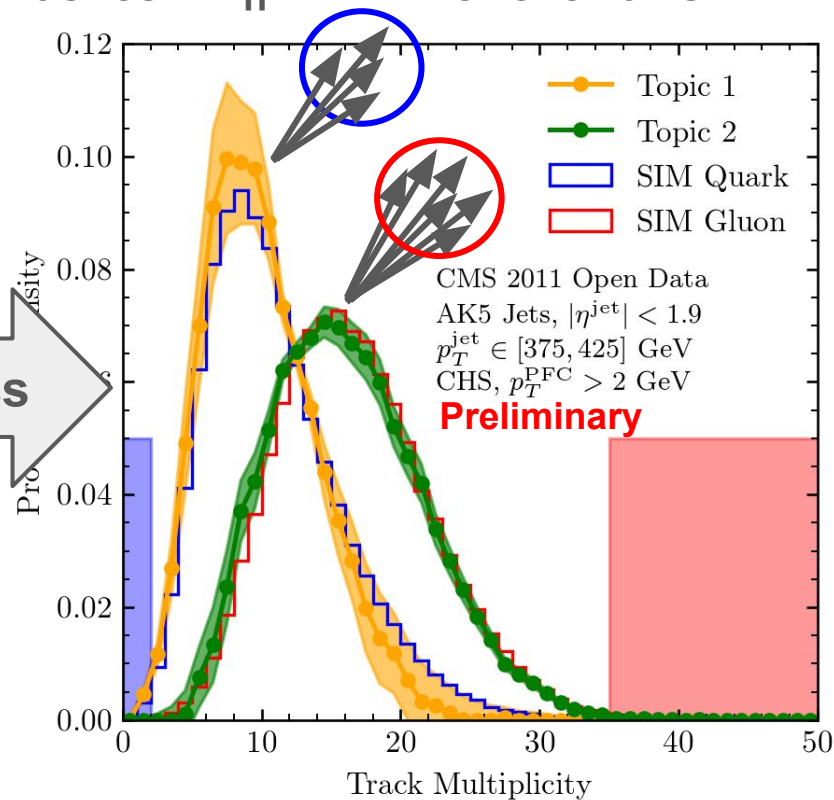 0.12
0.10
0.08
0.04
0.02
0.00
0
10
20
30
40
50
Track Multiplicity
Topic 1
Topic 2
SIM Quark
SIM Gluon
CMS 2011 Open Data
AK5 Jets, |η^jet| < 1.9
p_T^jet ∈ [375, 425] GeV
CHS, p_T^PFC > 2 GeV
Preliminary